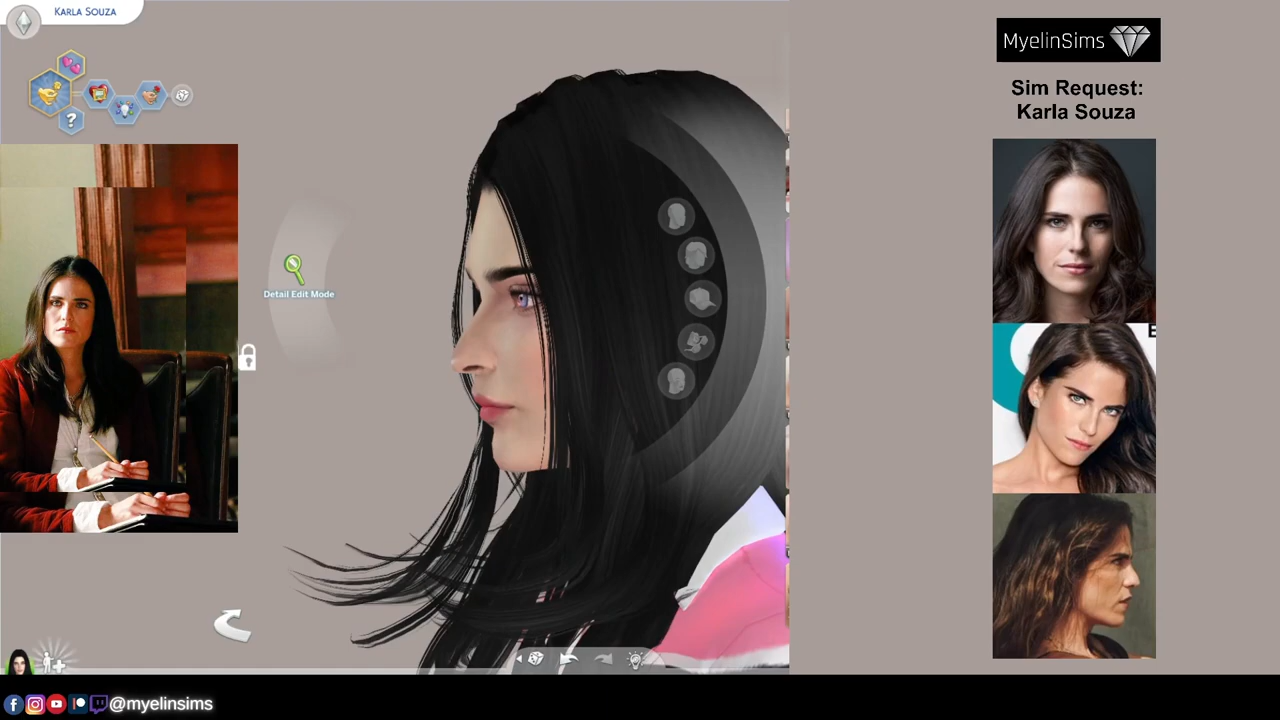 Karla Souza
MyelinSims
Sim Request:
Karla Souza
?
Detail Edit Mode
@myelinsims